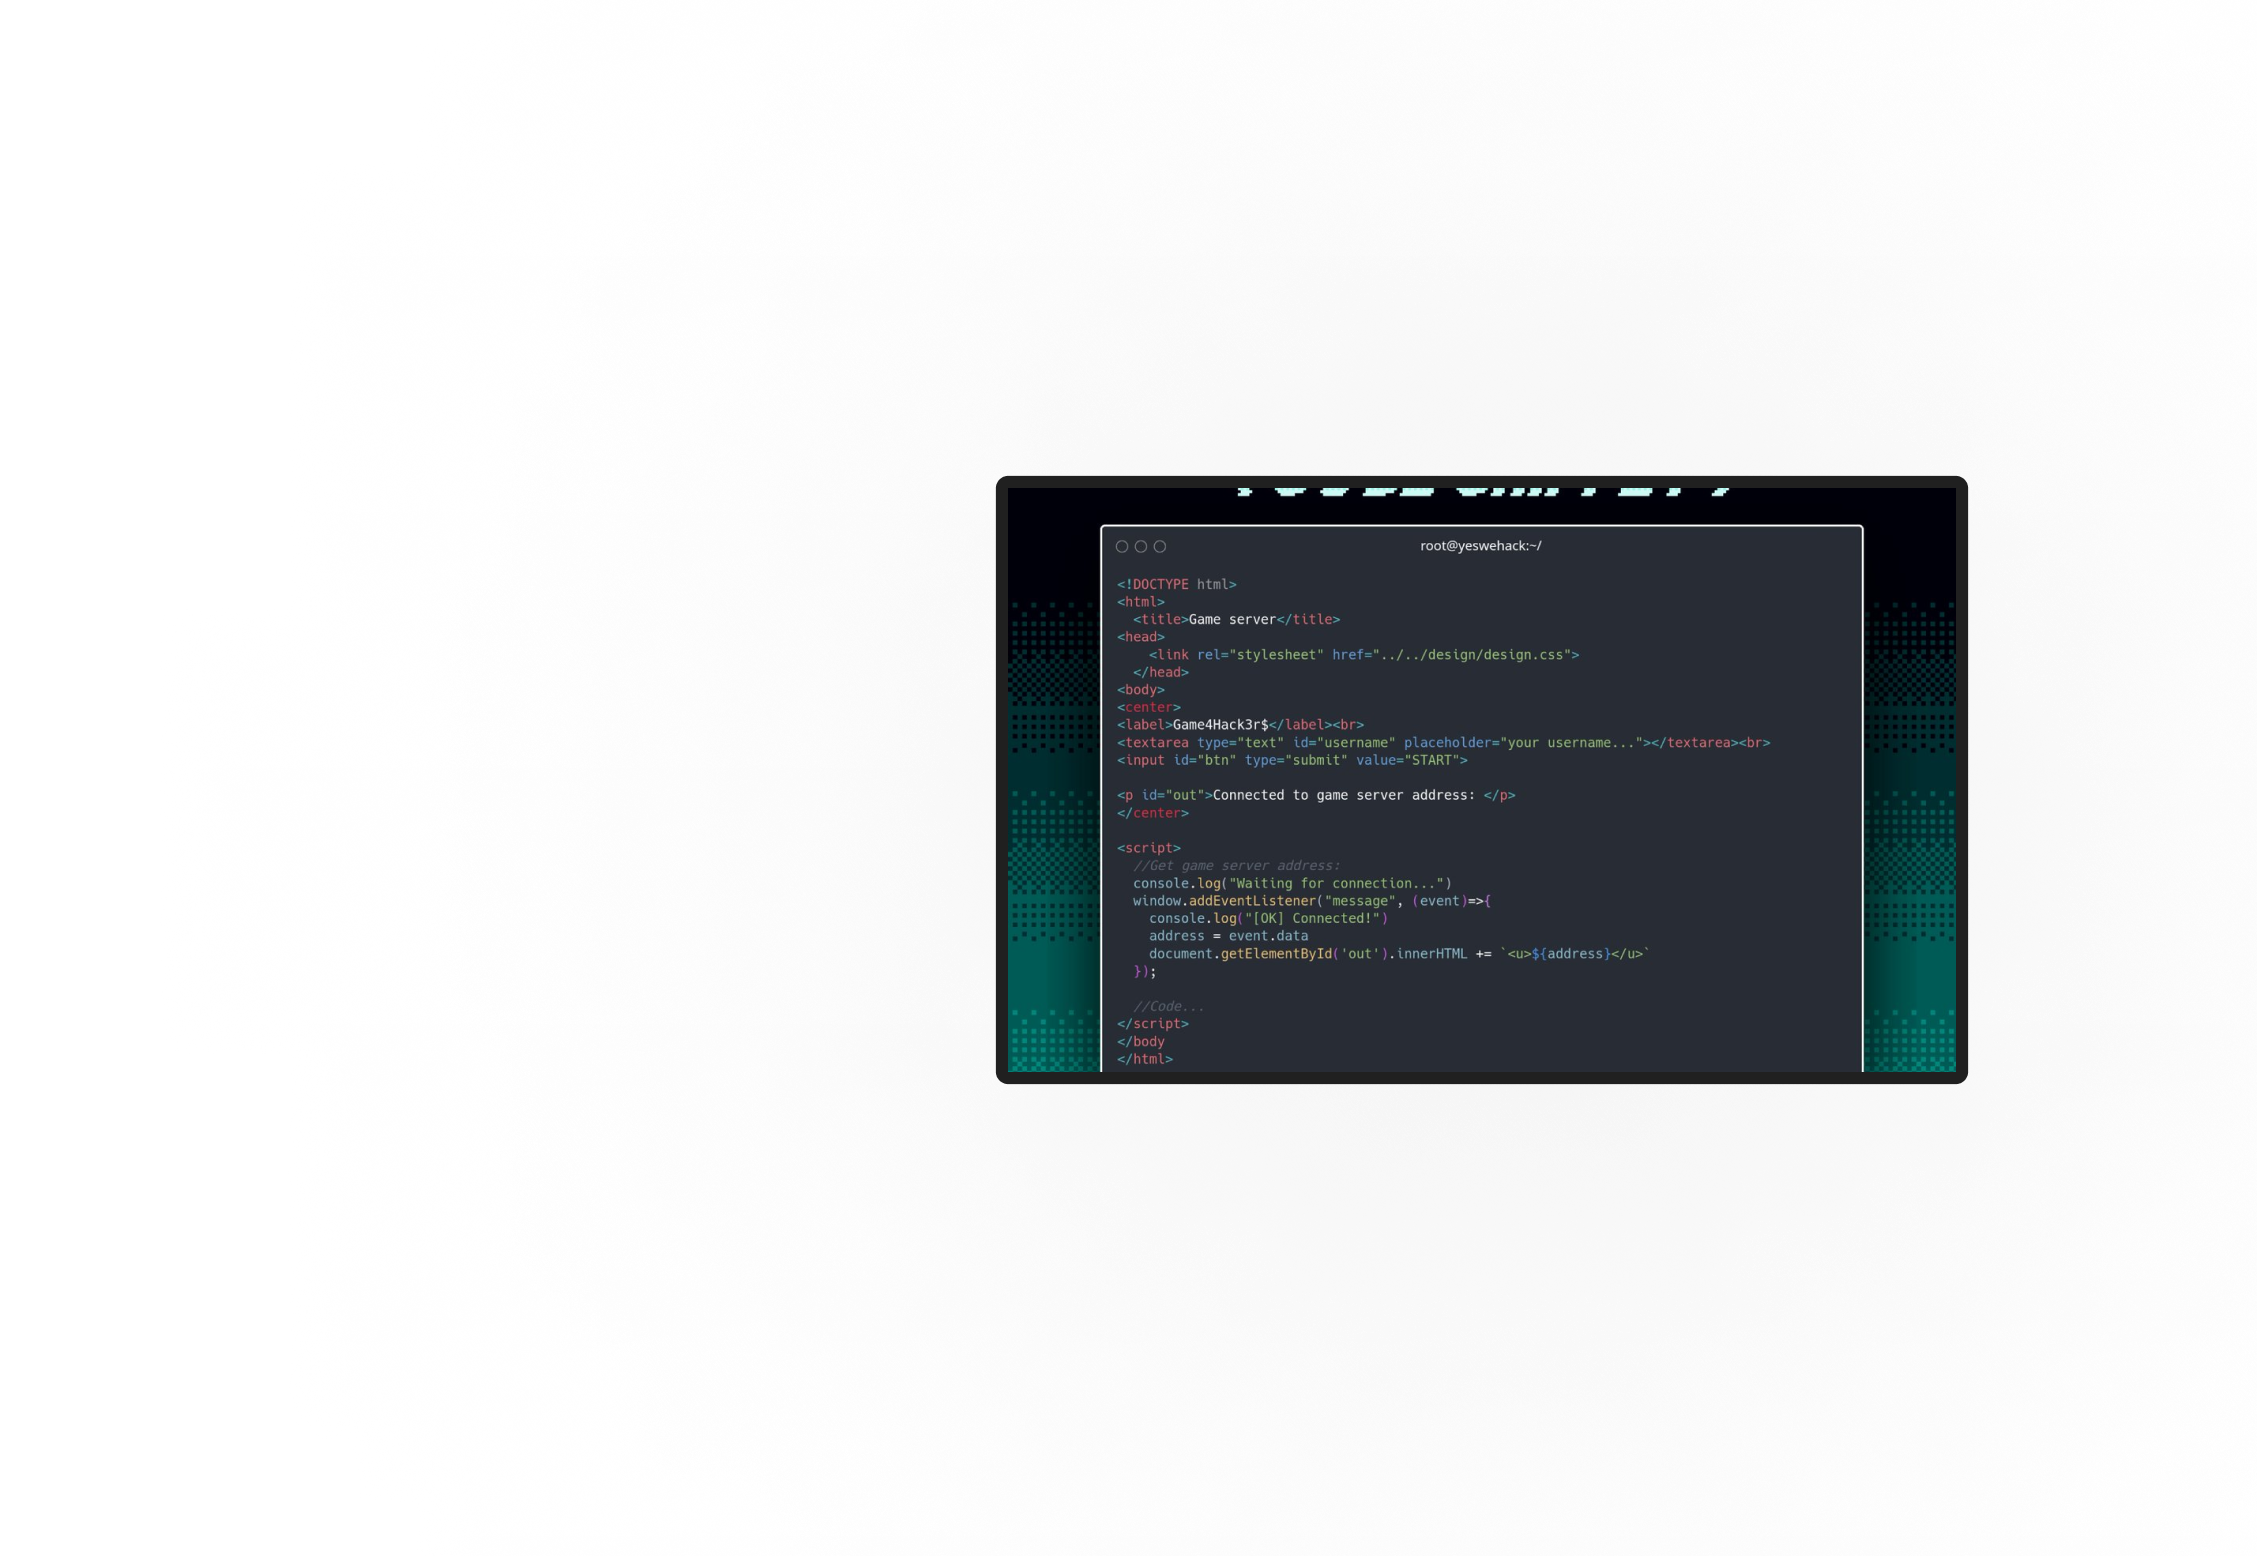 root@yeswehack:~/
<!DOCTYPE html>
<html>
  <title>Game server</title>
<head>
    <link rel="stylesheet" href="../../design/design.css">
  </head>
<body>
<center>
<label>Game4Hack3r$</label><br>
<textarea type="text" id="username" placeholder="your username..."></textarea><br>
<input id="btn" type="submit" value="START">
<p id="out">Connected to game server address: </p>
</center>
<script>
  //Get game server address:
  console.log("Waiting for connection...")
  window.addEventListener("message", (event)=>{
    console.log("[OK] Connected!")
    address = event.data
    document.getElementById('out').innerHTML += `<u>${address}</u>`
  });
  //Code...
</script>
</body
</html>